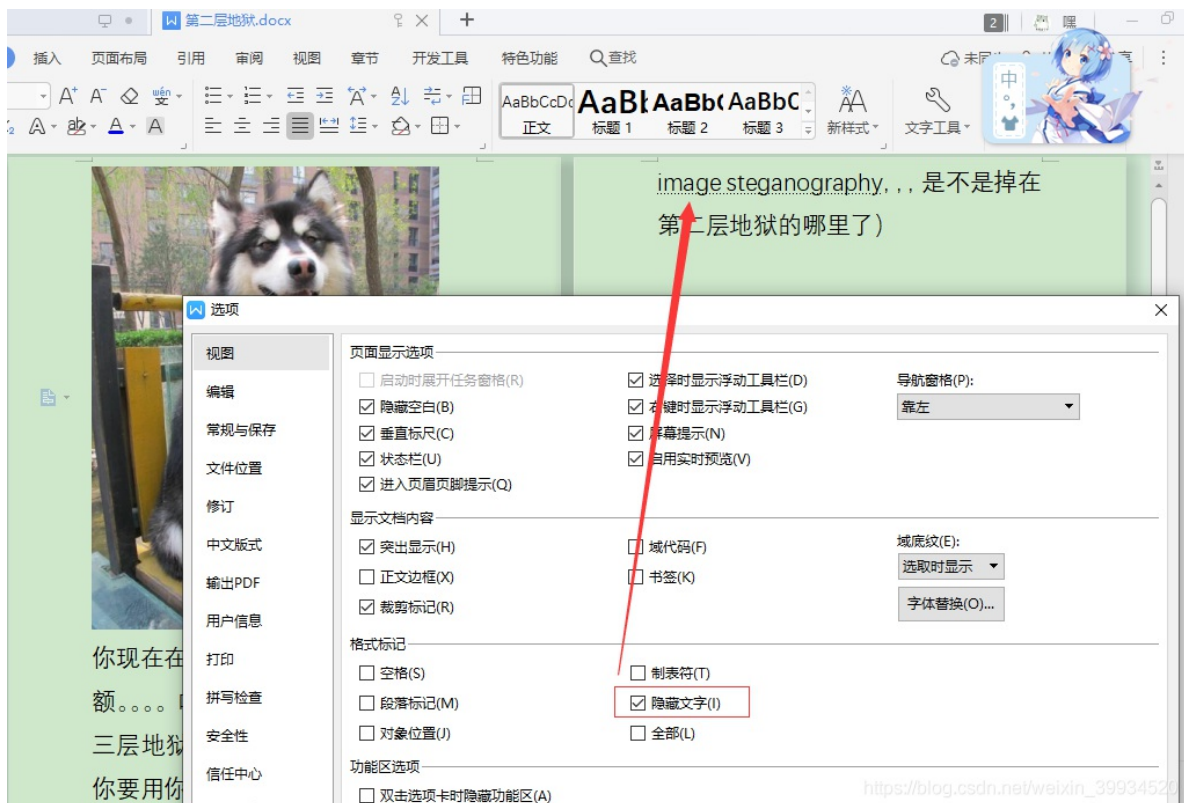 第二层地狱.docx
2
嘿
插入 页面布局 引用 审阅 视图 章节 开发工具 特色功能 查找
中
AaBbCcDd AaBb AaBb AaBbC
正文 标题 1 标题 2 标题 3 新样式 文字工具
image steganography, , , 是不是掉在
第二层地狱的哪里了)
选项
视图
编辑
常规与保存
文件位置
修订
中文版式
输出PDF
用户信息
打印
拼写检查
安全性
信任中心
页面显示选项
启动时展开任务窗格(R) 选择时显示浮动工具栏(D) 导航窗格(P):
隐藏空白(B) 右键时显示浮动工具栏(G) 靠左
垂直标尺(C) 屏幕提示(N)
状态栏(U) 启用实时预览(V)
进入页眉页脚提示(Q)
显示文档内容
突出显示(H) 域代码(F) 域底纹(E):
正文边框(X) 书签(K) 选取时显示
裁剪标记(R) 字体替换(O)...
格式标记
空格(S) 制表符(T)
段落标记(M) 隐藏文字(I)
对象位置(J) 全部(L)
功能区选项
双击选项卡时隐藏功能区(A)
你现在在
额。。。。
三层地狱
你要用你
https://blog.csdn.net/weixin_39934520